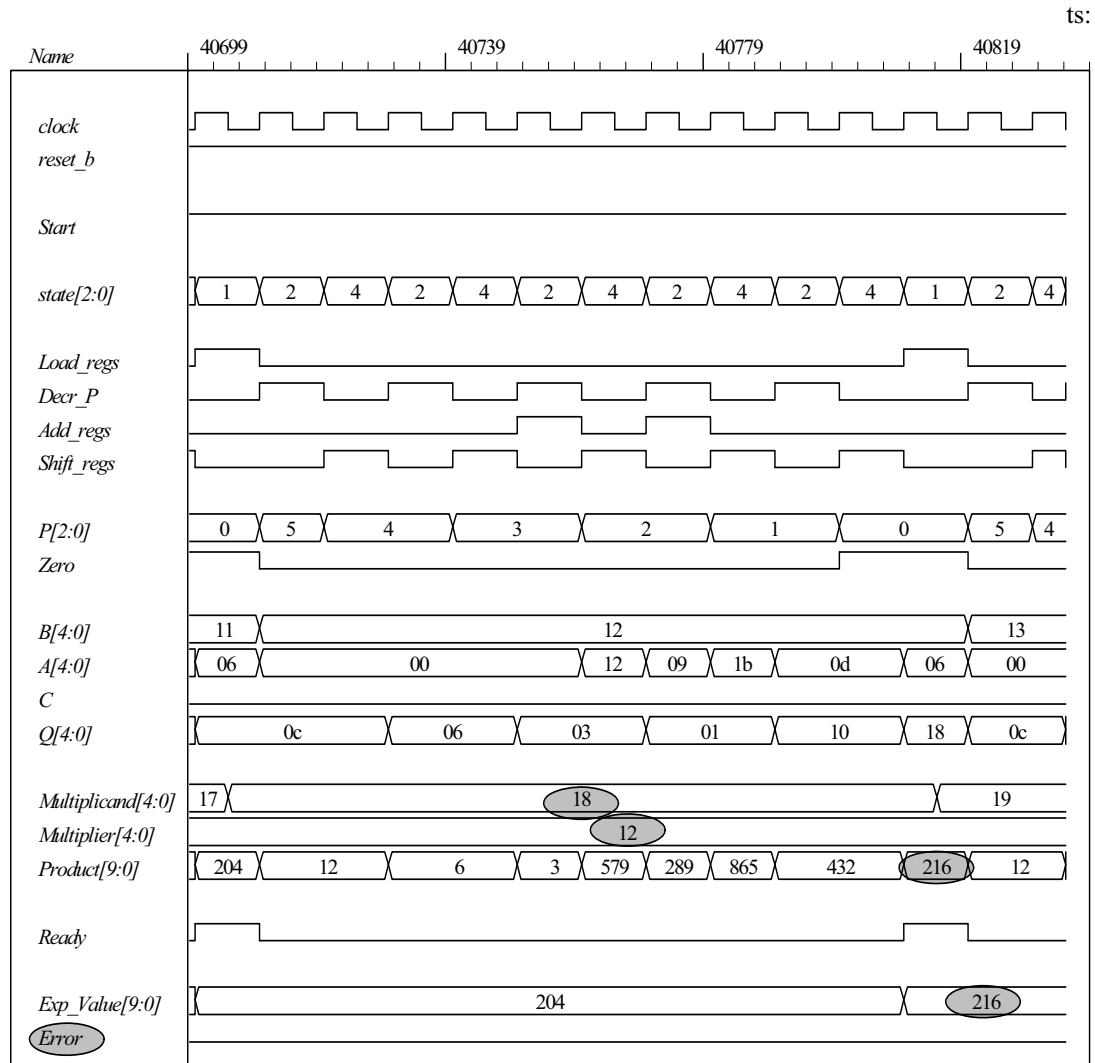 ts:
Name 40699 40739 40779 40819
clock
reset_b
Start
state[2:0] 1 2 4 2 4 2 4 2 4 2 4 1 2 4
Load_regs
Decr_P
Add_regs
Shift_regs
P[2:0] 0 5 4 3 2 1 0 5 4
Zero
B[4:0] 11 12 13
A[4:0] 06 00 12 09 1b 0d 06 00
C
Q[4:0] 0c 06 03 01 10 18 0c
Multiplicand[4:0] 17 18 19
Multiplier[4:0] 12
Product[9:0] 204 12 6 3 579 289 865 432 216 12
Ready
Exp_Value[9:0] 204 216
Error